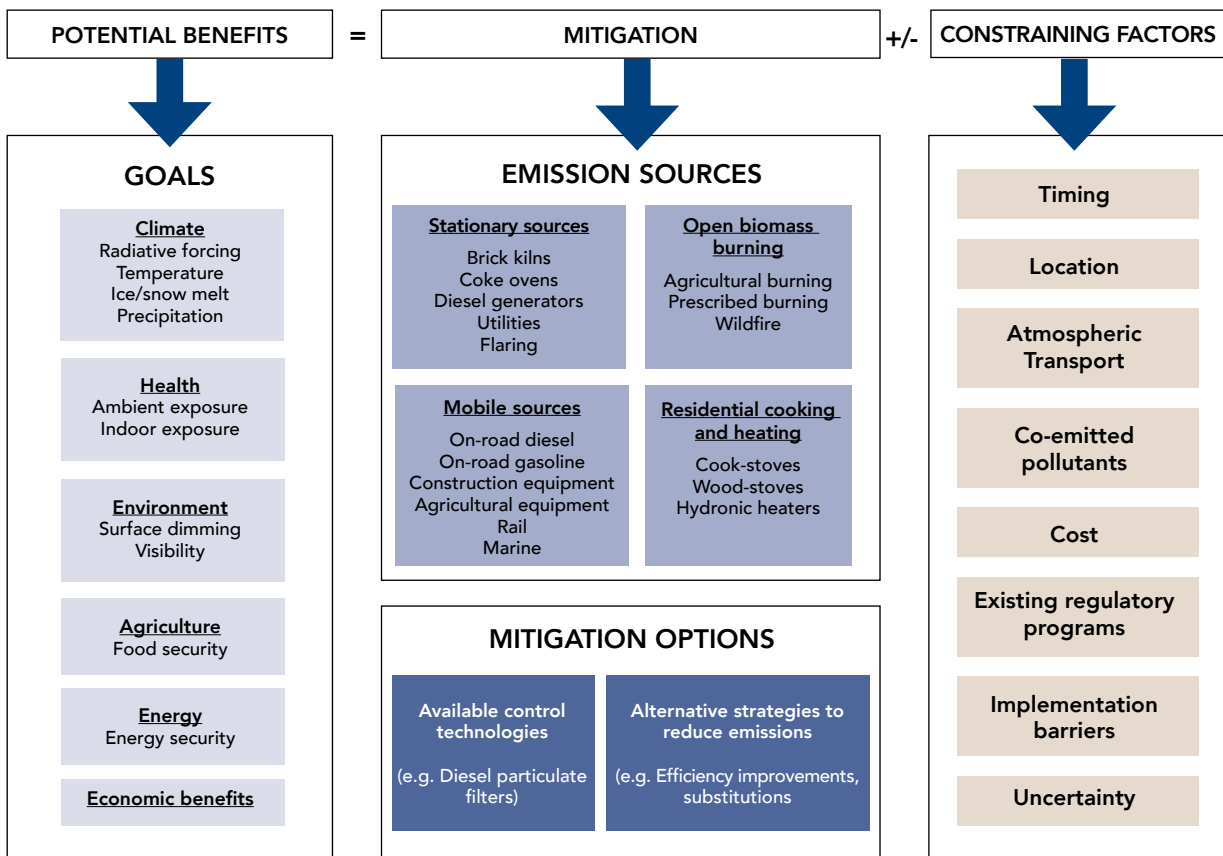 POTENTIAL BENEFITS
=
MITIGATION
+/-
CONSTRAINING FACTORS
GOALS
Climate
Radiative forcing
Temperature
Ice/snow melt
Precipitation
Health
Ambient exposure
Indoor exposure
Environment
Surface dimming
Visibility
Agriculture
Food security
Energy
Energy security
Economic benefits
EMISSION SOURCES
Stationary sources
Brick kilns
Coke ovens
Diesel generators
Utilities
Flaring
Open biomass
burning
Agricultural burning
Prescribed burning
Wildfire
Mobile sources
On-road diesel
On-road gasoline
Construction equipment
Agricultural equipment
Rail
Marine
Residential cooking
and heating
Cook-stoves
Wood-stoves
Hydronic heaters
MITIGATION OPTIONS
Available control
technologies
(e.g. Diesel particulate
filters)
Alternative strategies to
reduce emissions
(e.g. Efficiency improvements,
substitutions
Timing
Location
Atmospheric
Transport
Co-emitted
pollutants
Cost
Existing regulatory
programs
Implementation
barriers
Uncertainty